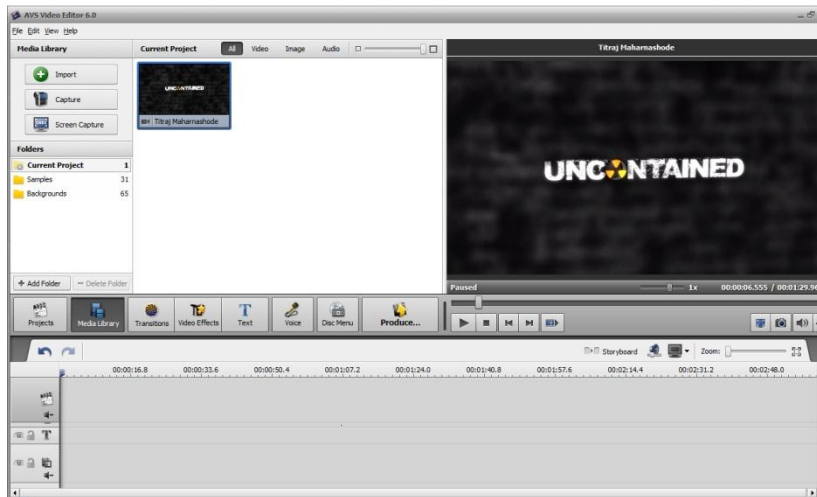 AVS Video Editor 6.0
File Edit View Help
Media Library
Current Project
All Video Image Audio
Titraj Maharnashode
Import
Capture
Screen Capture
UNCONTAINED
Titraj Maharnashode
Folders
Current Project 1
Samples 31
Backgrounds 65
UNCONTAINED
+ Add Folder
Delete Folder
Paused
1x
00:00:06.555 / 00:01:29.96
Projects
Media Library
Transitions
Video Effects
Text
Voice
Disc Menu
Produce...
Storyboard
Zoom:
00:00:16.8 00:00:33.6 00:00:50.4 00:01:07.2 00:01:24.0 00:01:40.8 00:01:57.6 00:02:14.4 00:02:31.2 00:02:48.0